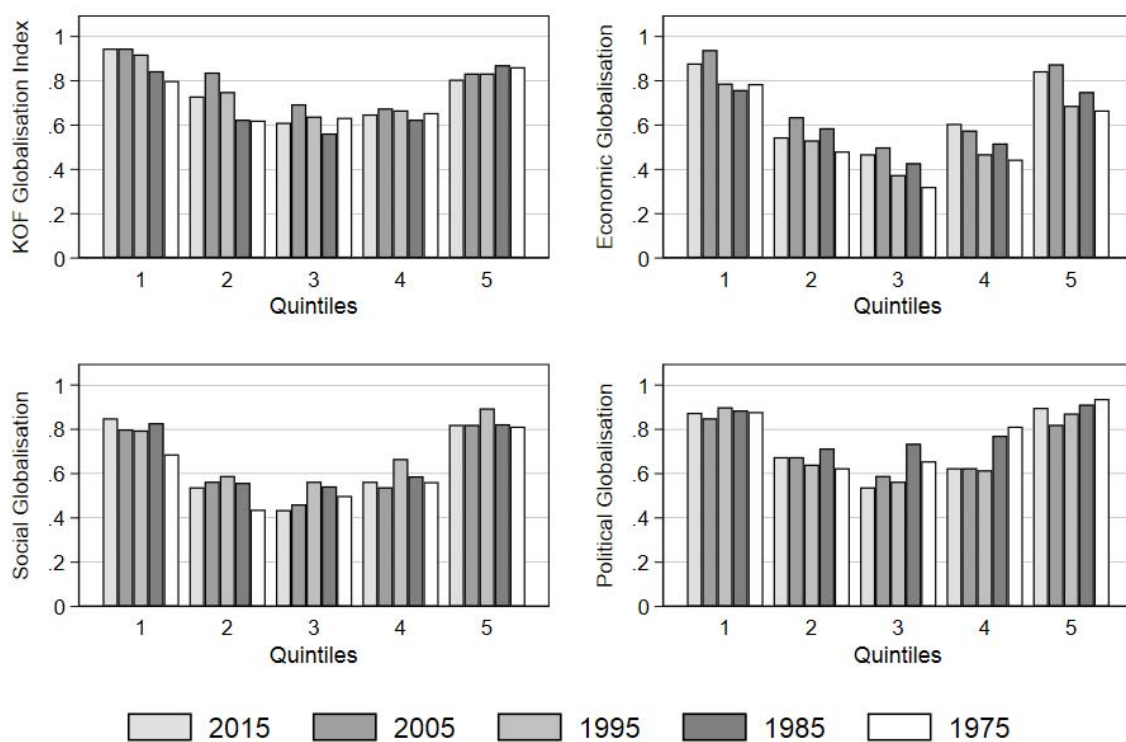 KOF Globalisation Index
1
.8
.6
.4
.2
0
1 2 3 4 5
Quintiles
Economic Globalisation
1
.8
.6
.4
.2
0
1 2 3 4 5
Quintiles
Social Globalisation
1
.8
.6
.4
.2
0
1 2 3 4 5
Quintiles
Political Globalisation
1
.8
.6
.4
.2
0
1 2 3 4 5
Quintiles
2015 2005 1995 1985 1975